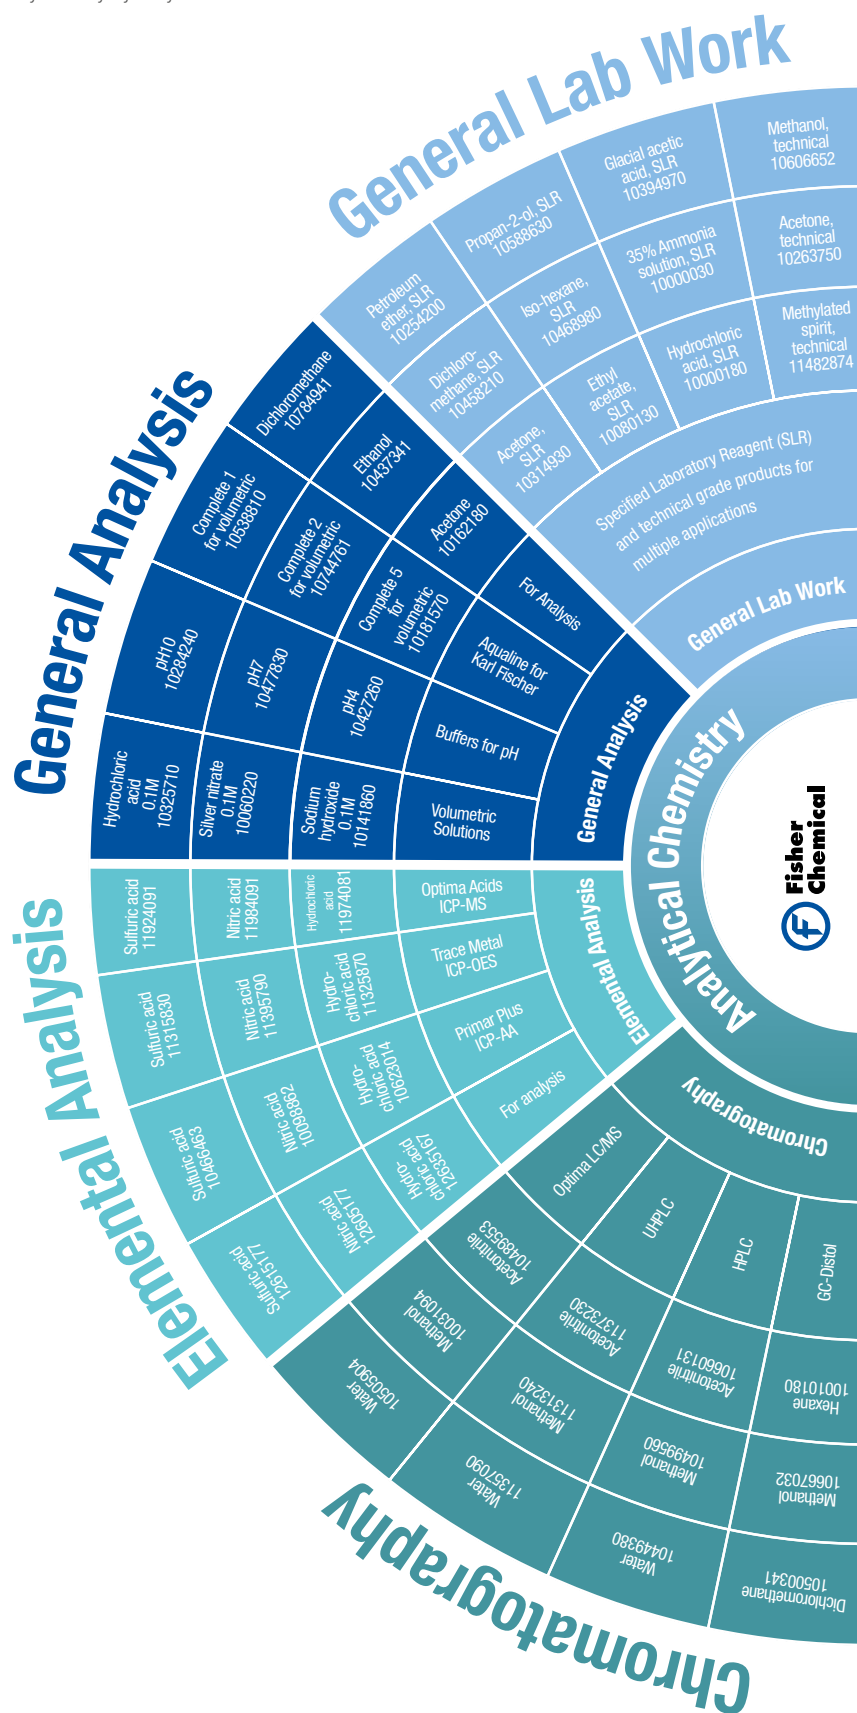 General Lab Work
Methanol,
technical
10606652
Glacial acetic
acid, SLR
10394970
Propan-2-ol, SLR
10588630
Petroleum
ether, SLR
10254200
Acetone,
technical
10263750
35% Ammonia
solution, SLR
10000030
Iso-hexane,
SLR
10468980
Dichloro-
methane, SLR
10458210
Methylated
spirit,
technical
11482874
Hydrochloric
acid, SLR
10000180
Ethyl
acetate,
SLR
10080130
Acetone,
SLR
10314930
Specified Laboratory Reagent (SLR)
and technical grade products for
multiple applications
General Lab Work
General Analysis
Dichloromethane
10784941
Ethanol
10437341
Acetone
10162180
For Analysis
Complete 1
for volumetric
10538810
Complete 2
for volumetric
10744761
Complete 5
for
volumetric
10181570
Aqualine for
Karl Fischer
pH10
10284240
pH7
10477830
pH4
10427260
Buffers for pH
Hydrochloric
acid
0.1M
10325710
Silver nitrate
0.1M
10060220
Sodium
hydroxide
0.1M
10141860
Volumetric
Solutions
General Analysis
Analytical Chemistry
Fisher
Chemical
Elemental Analysis
Sulfuric acid
11924091
Nitric acid
11984091
Hydrochloric
acid
11974081
Optima Acids
ICP-MS
Sulfuric acid
11315830
Nitric acid
11395790
Hydro-
chloric acid
11325870
Trace Metal
ICP-OES
Sulfuric acid
10466463
Nitric acid
10098862
Hydro-
chloric acid
10623014
Primar Plus
ICP-AA
Sulfuric acid
12615177
Nitric acid
12605177
Hydro-
chloric acid
12635167
For analysis
Elemental Analysis
Chromatography
Optima LC/MS
Acetonitrile
10489553
Methanol
10031094
Water
10505904
UHPLC
Acetonitrile
11373230
Methanol
11313240
Water
11357090
HPLC
Acetonitrile
10660131
Methanol
10499560
Water
10449380
GC-Distol
Hexane
10010180
Methanol
10667032
Dichloromethane
10500341
Chromatography